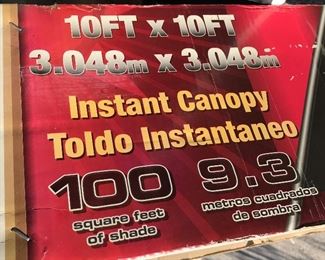 10FT x 10FT
3.048m x 3.048m
Instant Canopy
Toldo Instantaneo
100
square feet
of shade
9.3
metros cuadrados
de sombra